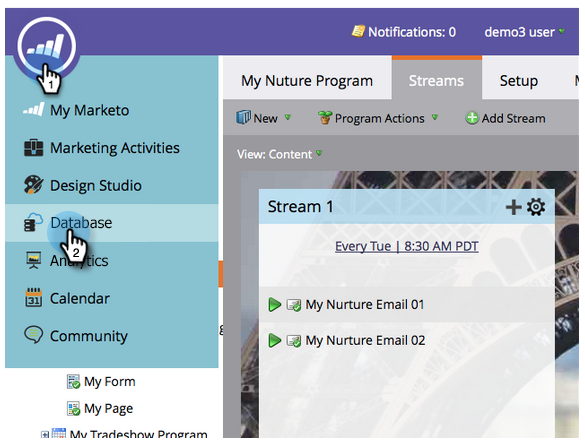 Notifications: 0
demo3 user
1
My Marketo
Marketing Activities
Design Studio
Database
2
Analytics
31
Calendar
Community
My Form
My Page
My Tradeshow Program
My Nuture Program
Streams
Setup
New
Program Actions
Add Stream
View: Content
Stream 1
Every Tue | 8:30 AM PDT
My Nurture Email 01
My Nurture Email 02